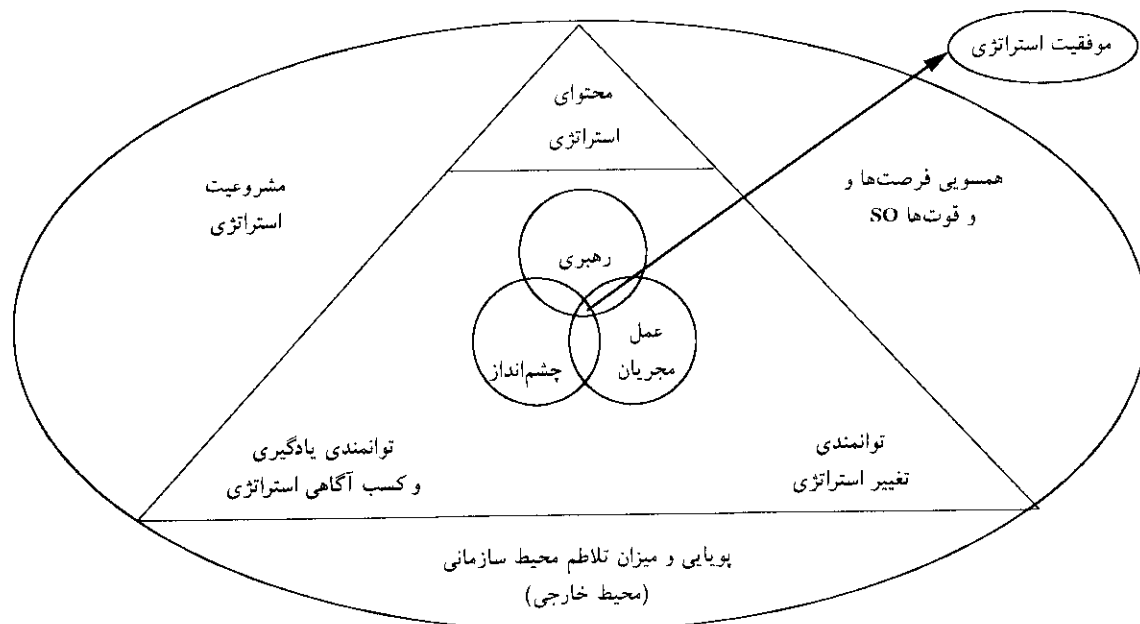 موفقیت استراتژی
محتوای
استراتژی
مشروعیت
استراتژی
همسویی فرصت‌ها و
و قوت‌ها SO
رهبری
عمل
مجریان
چشم‌انداز
توانمندی یادگیری
و کسب آگاهی استراتژی
توانمندی
تغییر استراتژی
پویایی و میزان تلاطم محیط سازمانی
(محیط خارجی)